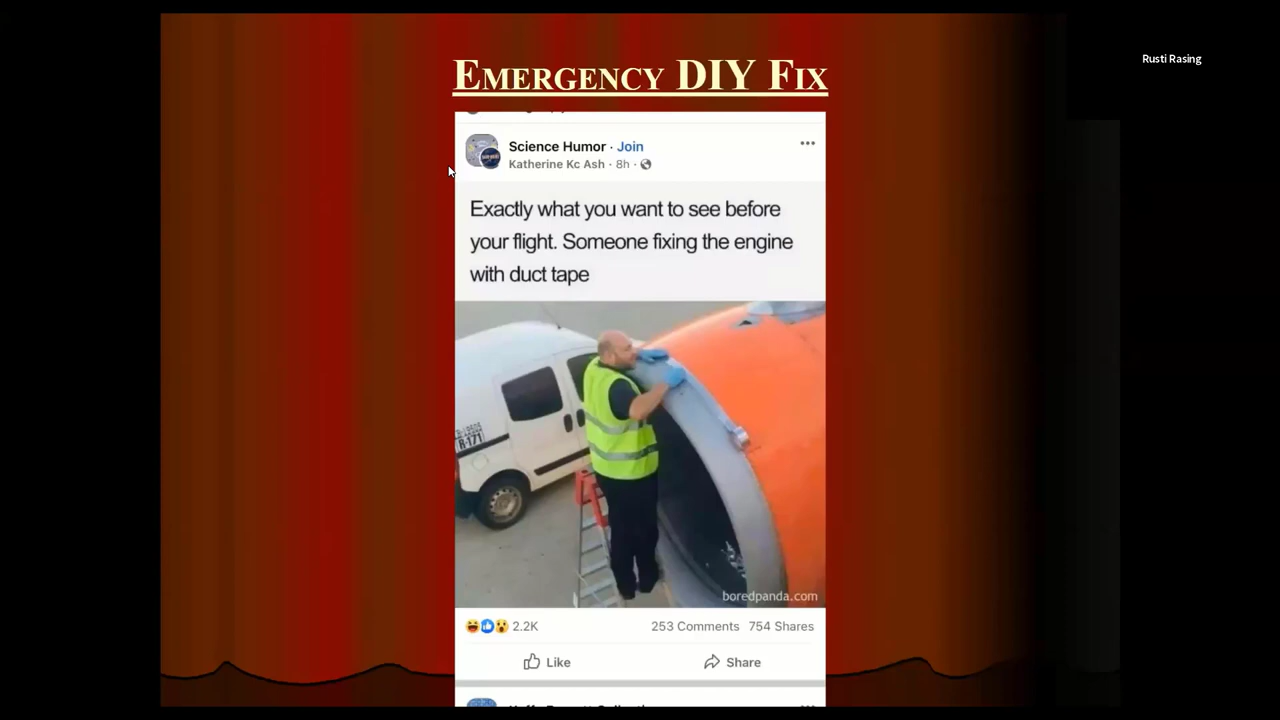 EMERGENCY DIY FIX
Rusti Rasing
Science Humor · Join
Katherine Kc Ash · 8h ·
Exactly what you want to see before
your flight. Someone fixing the engine
with duct tape
R-171
boredpanda.com
2.2K 253 Comments 754 Shares
Like Share